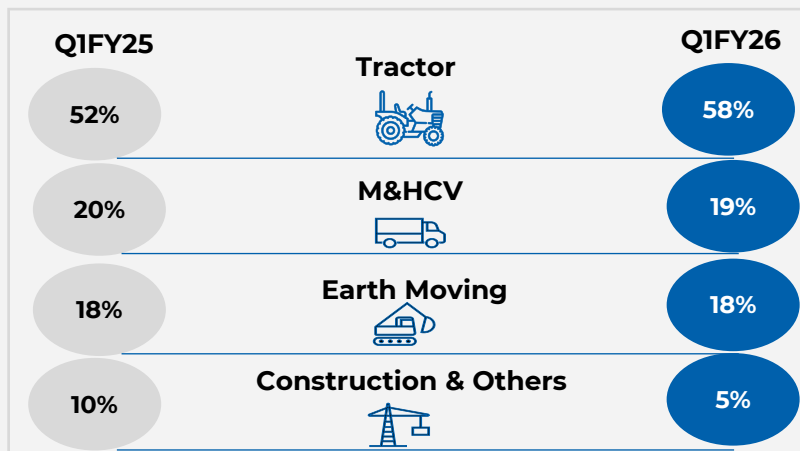 Q1FY25
Q1FY26
Tractor
52%
58%
M&HCV
20%
19%
Earth Moving
18%
18%
Construction & Others
10%
5%